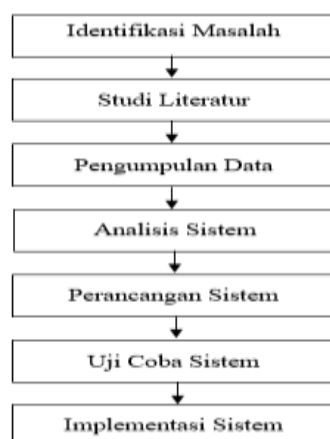 Identifikasi Masalah
Studi Literatur
Pengumpulan Data
Analisis Sistem
Perancangan Sistem
Uji Coba Sistem
Implementasi Sistem